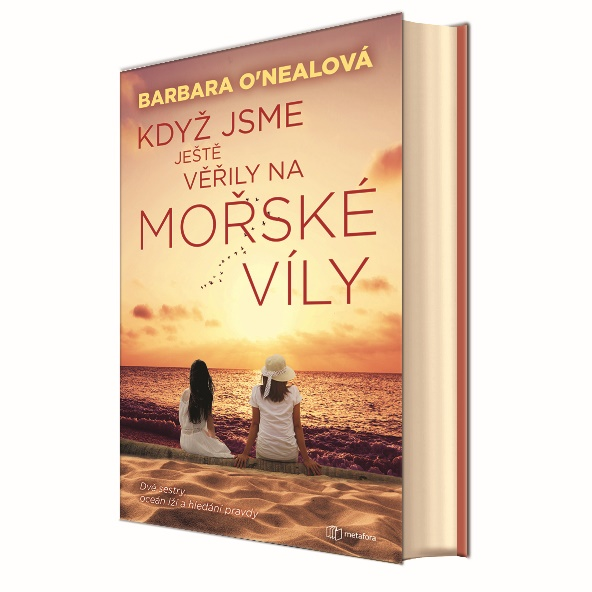 BARBARA O'NEALOVÁ
KDYŽ JSME
JEŠTĚ
VĚŘILY NA
MOŘSKÉ
VÍLY
Dvě sestry,
oceán lží a hledání pravdy
metafora